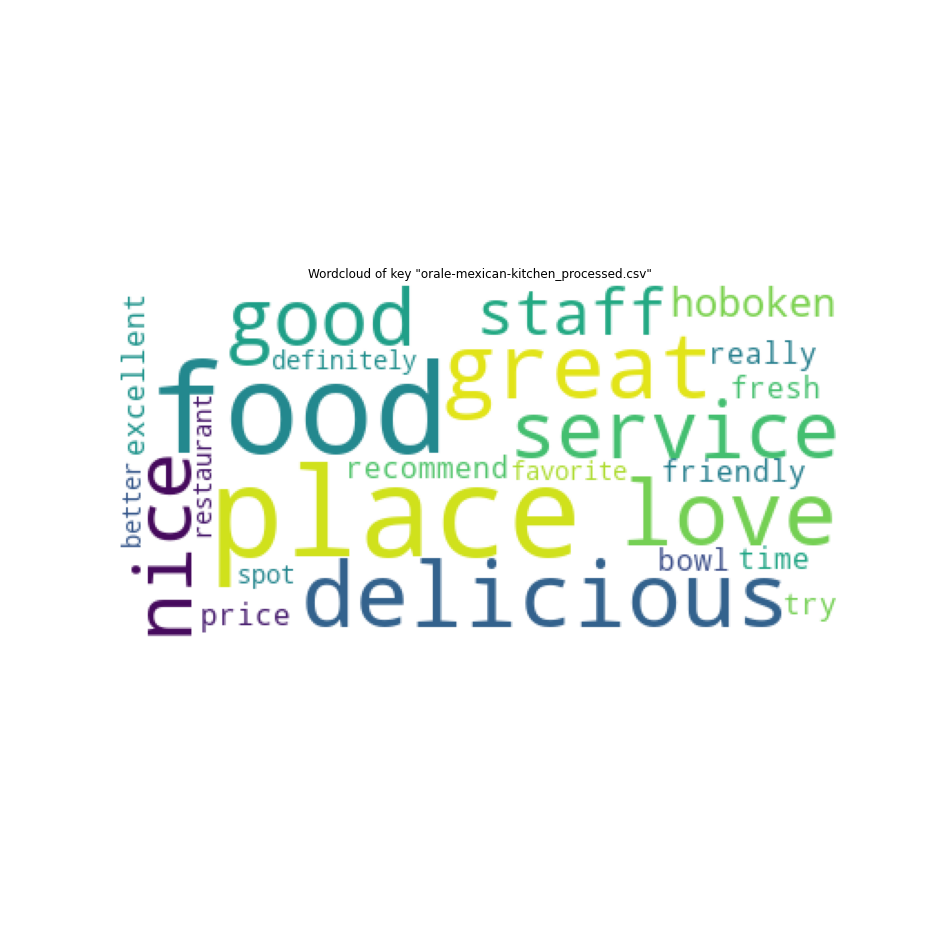 Wordcloud of key "orale-mexican-kitchen_processed.csv"
good
staff
hoboken
excellent
definitely
great
really
food
fresh
restaurant
service
nice
better
recommend
favorite
friendly
place
love
spot
bowl
time
price
delicious
try